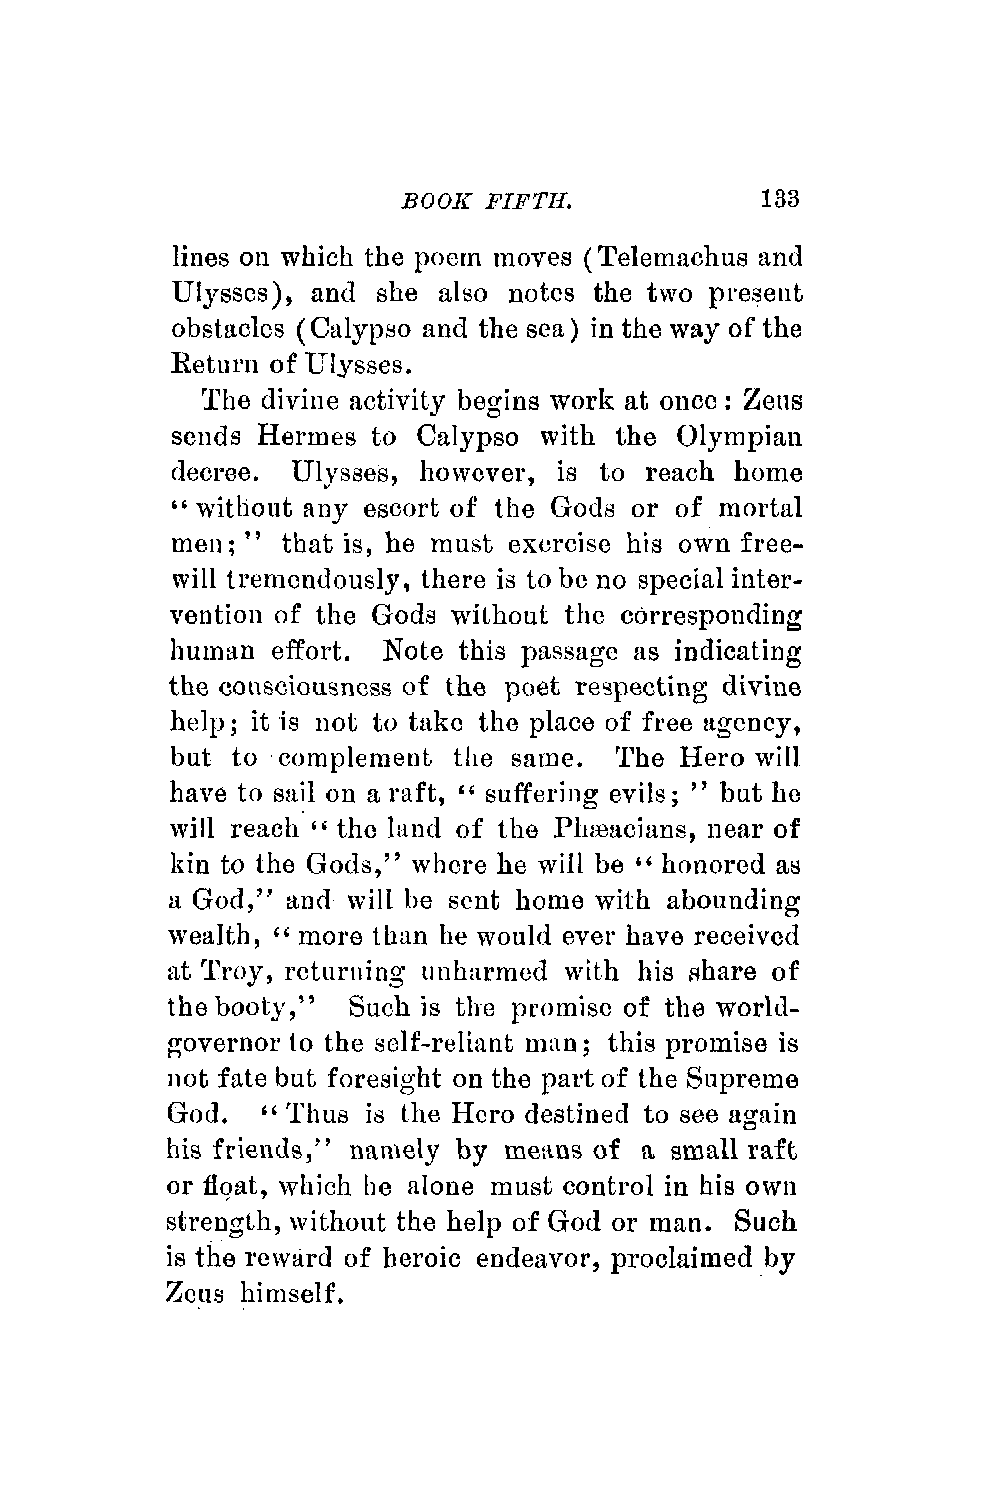 BOOK FIFTH. 133
lines on which the poem moves (Telemachus and
Ulysses), and she also notes the two present
obstacles (Calypso and the sea) in the way of the
Return of Ulysses.
The divine activity begins work at once: Zeus
sends Hermes to Calypso with the Olympian
decree. Ulysses, however, is to reach home
“without any escort of the Gods or of mortal
men;” that is, he must exercise his own free-
will tremendously, there is to be no special inter-
vention of the Gods without the corresponding
human effort. Note this passage as indicating
the consciousness of the poet respecting divine
help; it is not to take the place of free agency,
but to complement the same. The Hero will
have to sail on a raft, “suffering evils;” but he
will reach “the land of the Phæacians, near of
kin to the Gods,” where he will be “honored as
a God,” and will be sent home with abounding
wealth, “more than he would ever have received
at Troy, returning unharmed with his share of
the booty,” Such is the promise of the world-
governor to the self-reliant man; this promise is
not fate but foresight on the part of the Supreme
God. “Thus is the Hero destined to see again
his friends,” namely by means of a small raft
or float, which he alone must control in his own
strength, without the help of God or man. Such
is the reward of heroic endeavor, proclaimed by
Zeus himself.